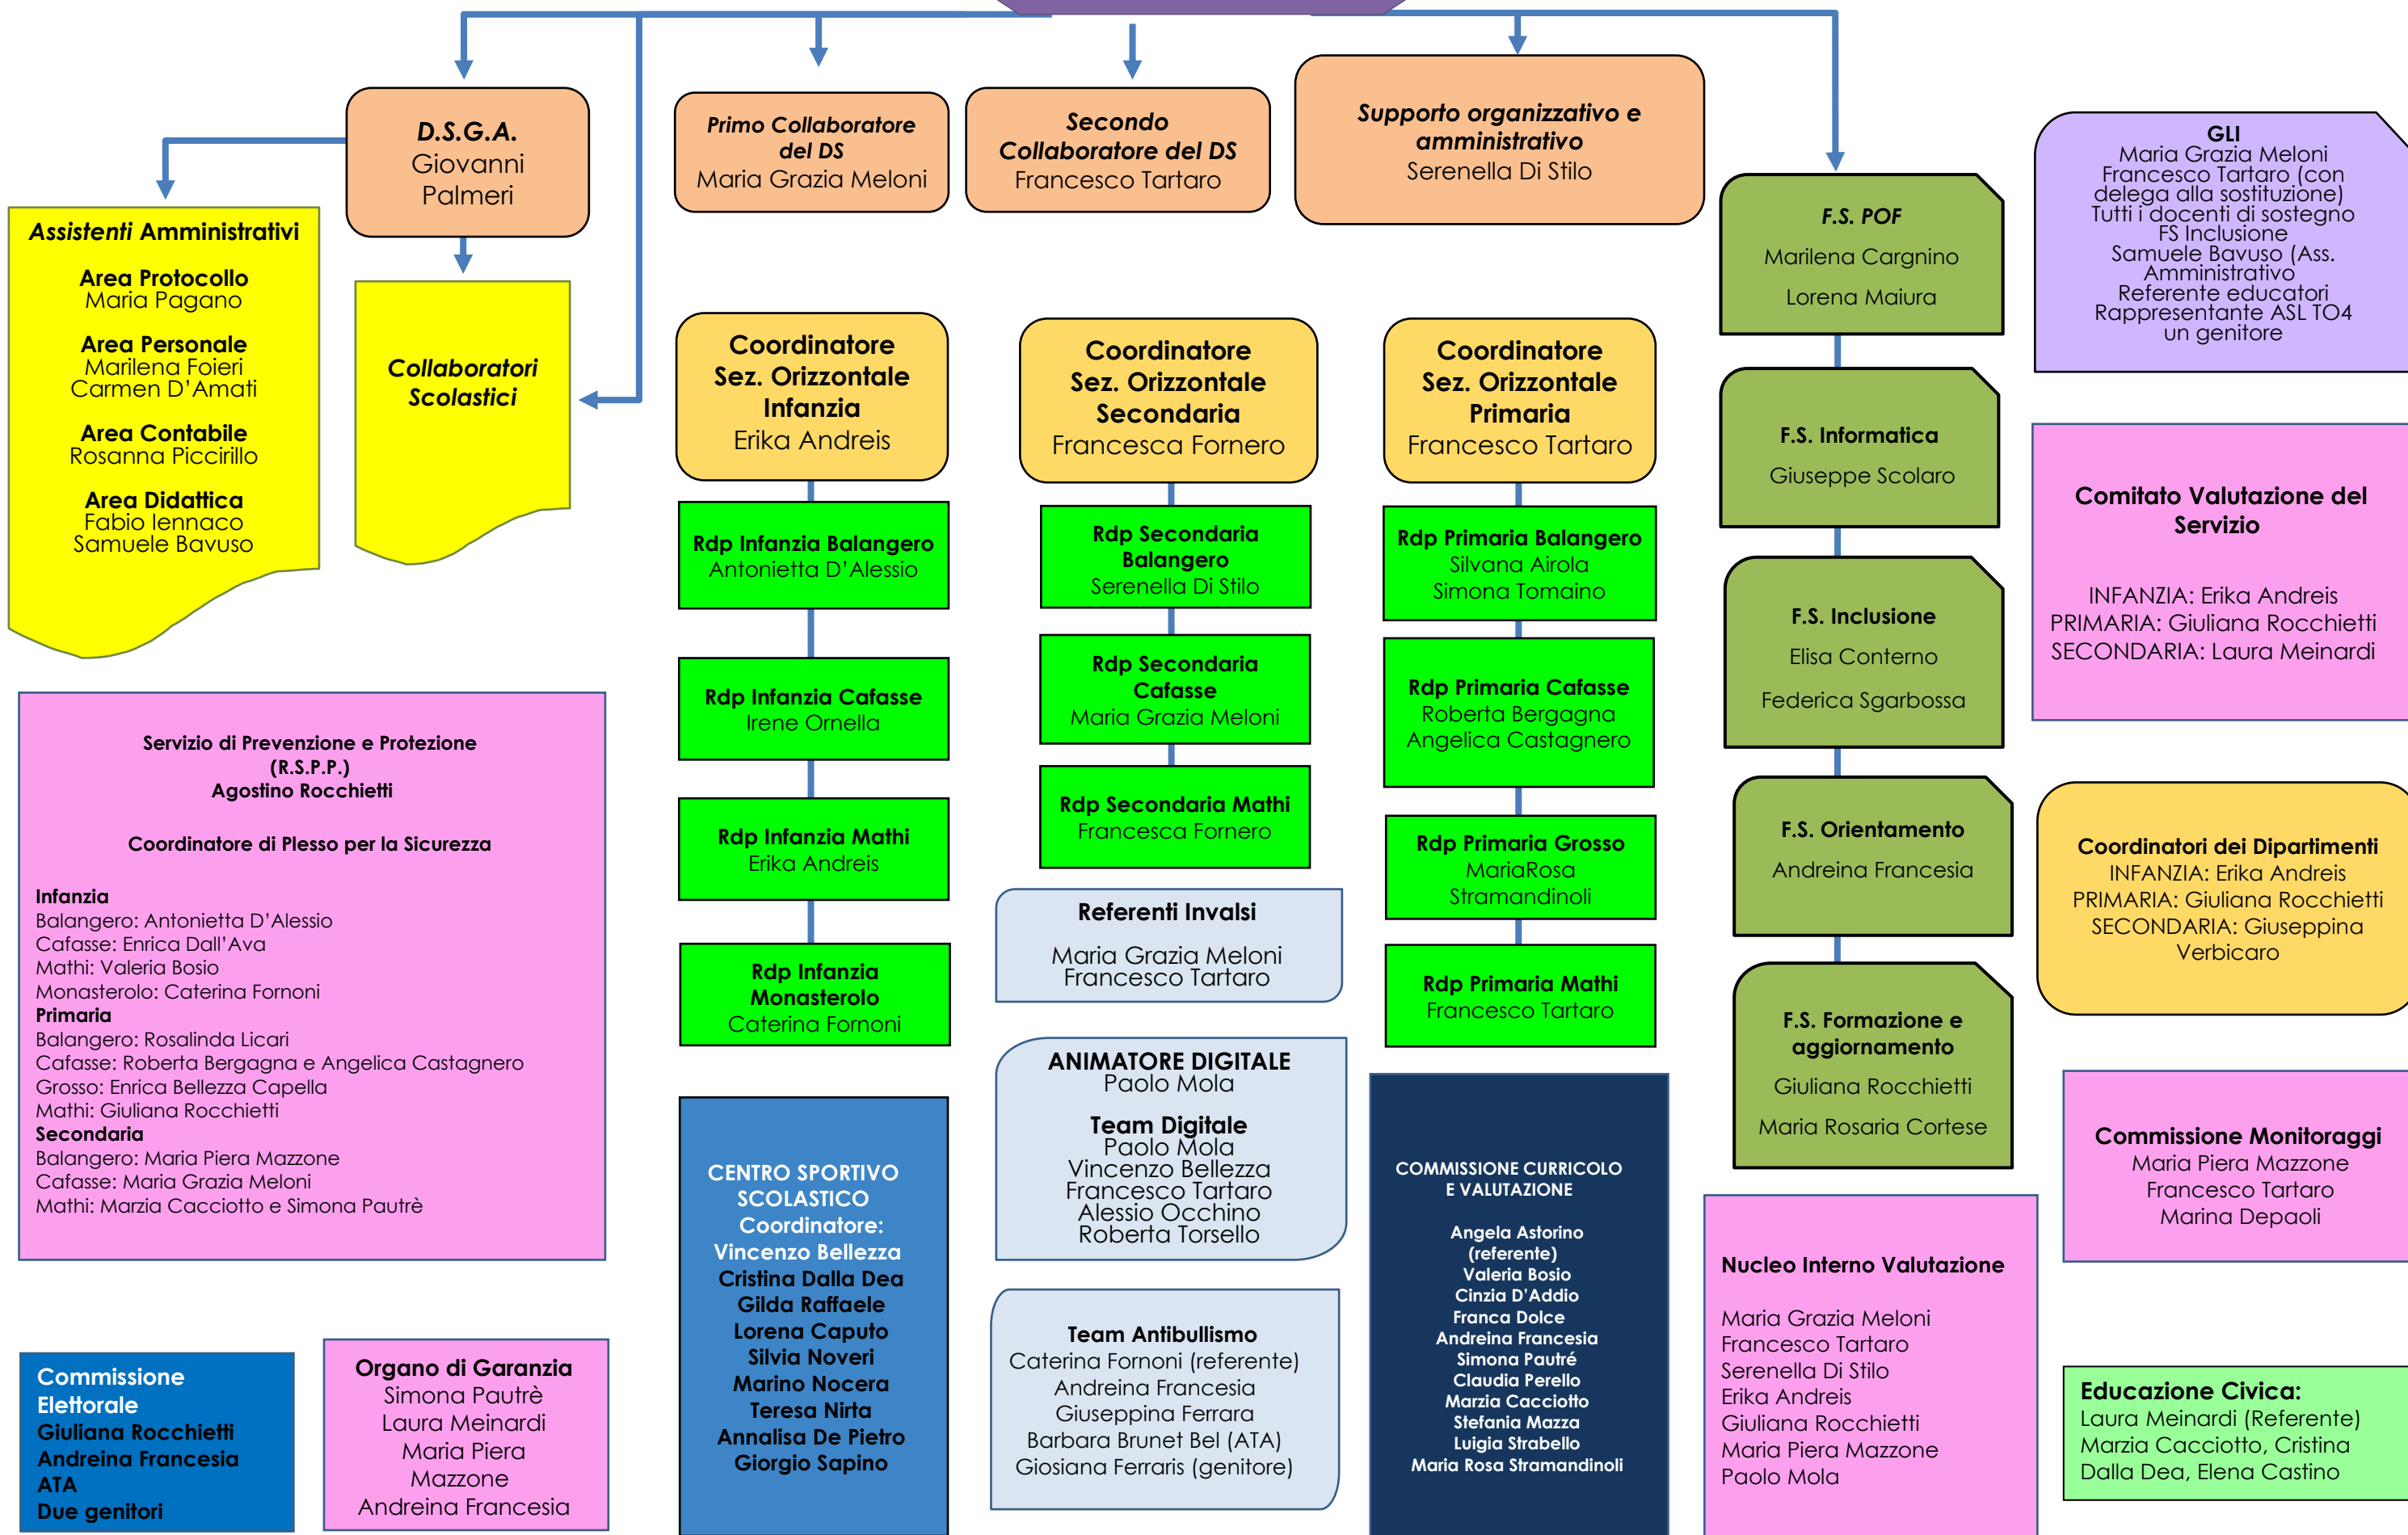 D.S.G.A.
Giovanni
Palmeri
Primo Collaboratore
del DS
Maria Grazia Meloni
Secondo
Collaboratore del DS
Francesco Tartaro
Supporto organizzativo e
amministrativo
Serenella Di Stilo
Assistenti Amministrativi
Area Protocollo
Maria Pagano
Area Personale
Marilena Foieri
Carmen D'Amati
Area Contabile
Rosanna Piccirillo
Area Didattica
Fabio Iennaco
Samuele Bavuso
Collaboratori
Scolastici
Coordinatore
Sez. Orizzontale
Infanzia
Erika Andreis
Rdp Infanzia Balangero
Antonietta D'Alessio
Rdp Infanzia Cafasse
Irene Ornella
Rdp Infanzia Mathi
Erika Andreis
Rdp Infanzia
Monasterolo
Caterina Fornoni
Coordinatore
Sez. Orizzontale
Secondaria
Francesca Fornero
Rdp Secondaria
Balangero
Serenella Di Stilo
Rdp Secondaria
Cafasse
Maria Grazia Meloni
Rdp Secondaria Mathi
Francesca Fornero
Coordinatore
Sez. Orizzontale
Primaria
Francesco Tartaro
Rdp Primaria Balangero
Silvana Airola
Simona Tomaino
Rdp Primaria Cafasse
Roberta Bergagna
Angelica Castagnero
Rdp Primaria Grosso
MariaRosa
Stramandinoli
Rdp Primaria Mathi
Francesco Tartaro
F.S. POF
Marilena Cargnino
Lorena Maiura
F.S. Informatica
Giuseppe Scolaro
F.S. Inclusione
Elisa Conterno
Federica Sgarbossa
F.S. Orientamento
Andreina Francesia
F.S. Formazione e
aggiornamento
Giuliana Rocchietti
Maria Rosaria Cortese
GLI
Maria Grazia Meloni
Francesco Tartaro (con
delega alla sostituzione)
Tutti i docenti di sostegno
FS Inclusione
Samuele Bavuso (Ass.
Amministrativo
Referente educatori
Rappresentante ASL TO4
un genitore
Comitato Valutazione del
Servizio
INFANZIA: Erika Andreis
PRIMARIA: Giuliana Rocchietti
SECONDARIA: Laura Meinardi
Coordinatori dei Dipartimenti
INFANZIA: Erika Andreis
PRIMARIA: Giuliana Rocchietti
SECONDARIA: Giuseppina
Verbicaro
Servizio di Prevenzione e Protezione
(R.S.P.P.)
Agostino Rocchietti
Coordinatore di Plesso per la Sicurezza
Infanzia
Balangero: Antonietta D'Alessio
Cafasse: Enrica Dall'Ava
Mathi: Valeria Bosio
Monasterolo: Caterina Fornoni
Primaria
Balangero: Rosalinda Licari
Cafasse: Roberta Bergagna e Angelica Castagnero
Grosso: Enrica Bellezza Capella
Mathi: Giuliana Rocchietti
Secondaria
Balangero: Maria Piera Mazzone
Cafasse: Maria Grazia Meloni
Mathi: Marzia Cacciotto e Simona Pautrè
Referenti Invalsi
Maria Grazia Meloni
Francesco Tartaro
ANIMATORE DIGITALE
Paolo Mola
Team Digitale
Paolo Mola
Vincenzo Bellezza
Francesco Tartaro
Alessio Occhino
Roberta Torsello
Team Antibullismo
Caterina Fornoni (referente)
Andreina Francesia
Giuseppina Ferrara
Barbara Brunet Bel (ATA)
Giosiana Ferraris (genitore)
CENTRO SPORTIVO
SCOLASTICO
Coordinatore:
Vincenzo Bellezza
Cristina Dalla Dea
Gilda Raffaele
Lorena Caputo
Silvia Noveri
Marino Nocera
Teresa Nirta
Annalisa De Pietro
Giorgio Sapino
COMMISSIONE CURRICOLO
E VALUTAZIONE
Angela Astorino
(referente)
Valeria Bosio
Cinzia D'Addio
Franca Dolce
Andreina Francesia
Simona Pautré
Claudia Perello
Marzia Cacciotto
Stefania Mazza
Luigia Strabello
Maria Rosa Stramandinoli
Nucleo Interno Valutazione
Maria Grazia Meloni
Francesco Tartaro
Serenella Di Stilo
Erika Andreis
Giuliana Rocchietti
Maria Piera Mazzone
Paolo Mola
Commissione Monitoraggi
Maria Piera Mazzone
Francesco Tartaro
Marina Depaoli
Commissione
Elettorale
Giuliana Rocchietti
Andreina Francesia
ATA
Due genitori
Organo di Garanzia
Simona Pautrè
Laura Meinardi
Maria Piera
Mazzone
Andreina Francesia
Educazione Civica:
Laura Meinardi (Referente)
Marzia Cacciotto, Cristina
Dalla Dea, Elena Castino